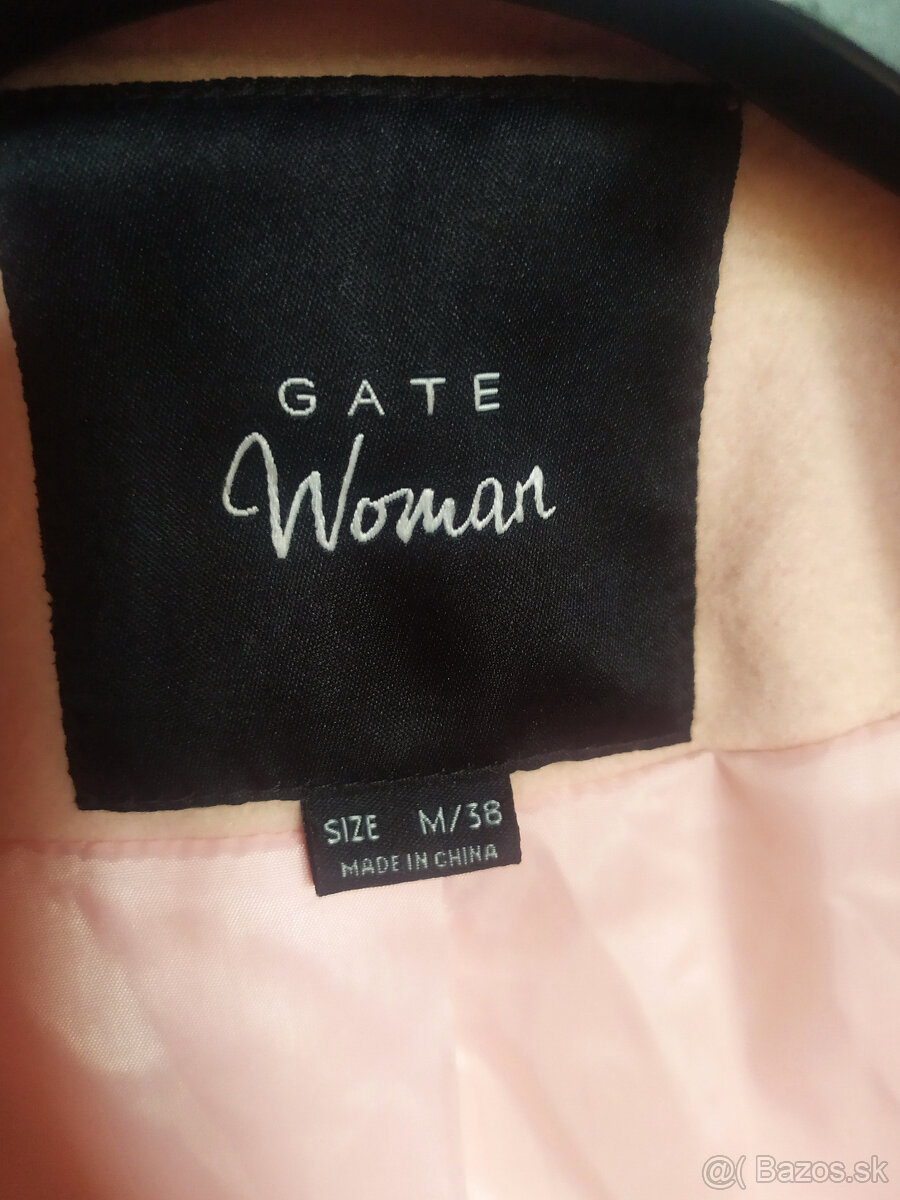 GATE
Woman
SIZE M/38
MADE IN CHINA
@( Bazos.sk